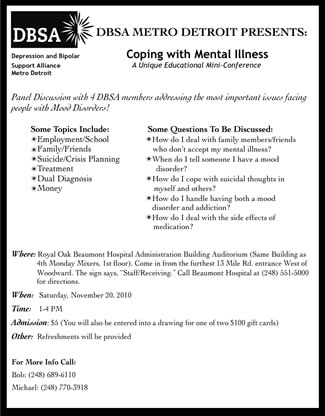 DBSA
DBSA METRO DETROIT PRESENTS:
Depression and Bipolar
Support Alliance
Metro Detroit
Coping with Mental Illness
A Unique Educational Mini-Conference
Panel Discussion with 4 DBSA members addressing the most important issues facing
people with Mood Disorders!
Some Topics Include:
✴Employment/School
✴Family/Friends
✴Suicide/Crisis Planning
✴Treatment
✴Dual Diagnosis
✴Money
Some Questions To Be Discussed:
✴How do I deal with family members/friends
who don't accept my mental illness?
✴When do I tell someone I have a mood
disorder?
✴How do I cope with suicidal thoughts in
myself and others?
✴How do I handle having both a mood
disorder and addiction?
✴How do I deal with the side effects of
medication?
Where: Royal Oak Beaumont Hospital Administration Building Auditorium (Same Building as
4th Monday Mixers, 1st floor). Come in from the furthest 13 Mile Rd. entrance West of
Woodward. The sign says, "Staff/Receiving." Call Beaumont Hospital at (248) 551-5000
for directions.
When: Saturday, November 20, 2010
Time: 1-4 PM
Admission: $5 (You will also be entered into a drawing for one of two $100 gift cards)
Other: Refreshments will be provided
For More Info Call:
Bob: (248) 689-6110
Michael: (248) 770-3918